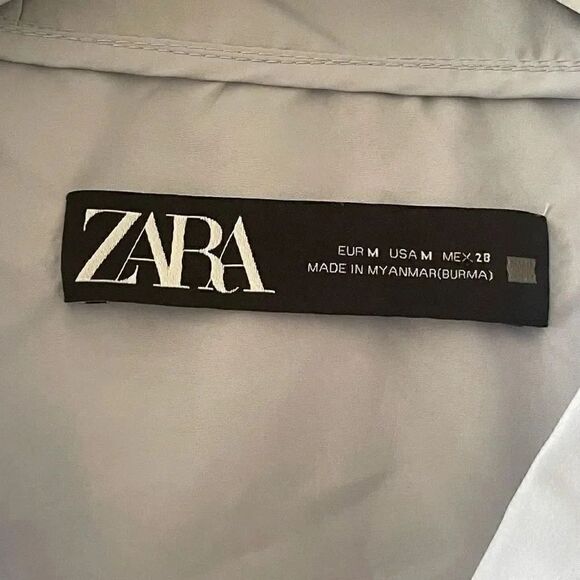 ZARA
EUR M USA M MEX 28
MADE IN MYANMAR(BURMA)